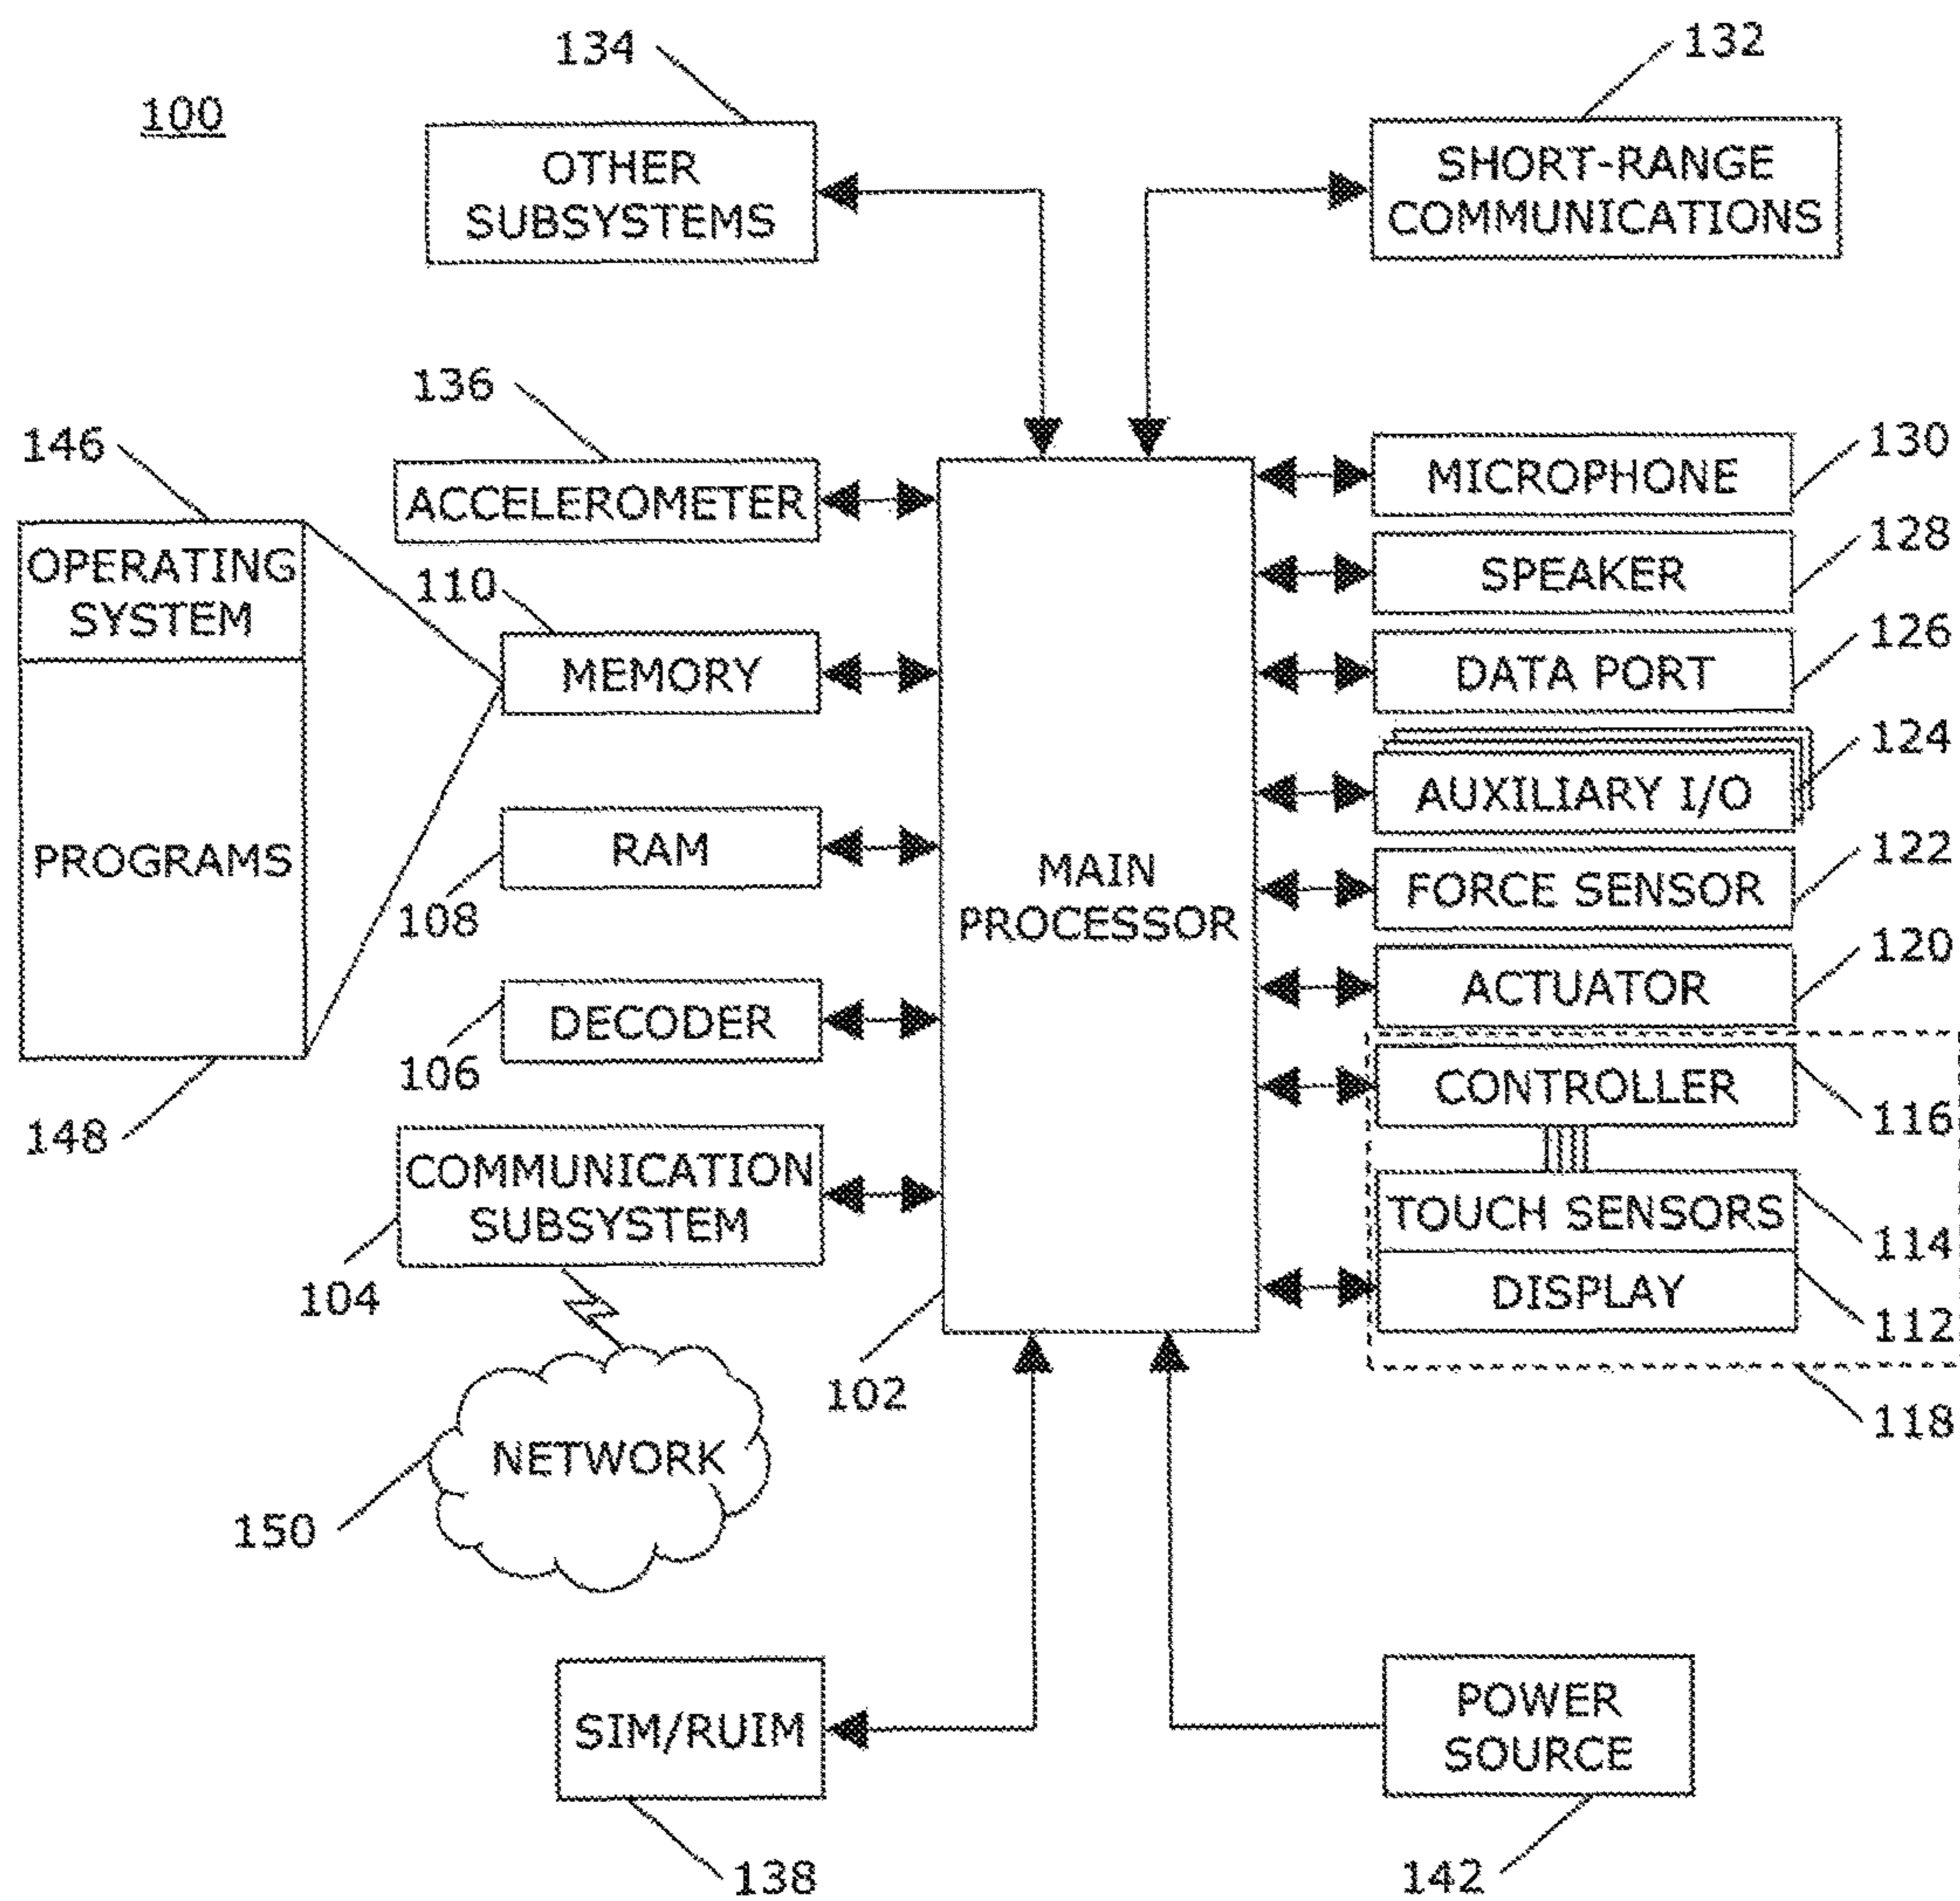 134
132
100
OTHER
SUBSYSTEMS
SHORT-RANGE
COMMUNICATIONS
136
146
ACCELEROMETER
MICROPHONE
130
OPERATING
SYSTEM
110
SPEAKER
128
MEMORY
DATA PORT
126
AUXILIARY I/O
124
PROGRAMS
RAM
108
MAIN
PROCESSOR
FORCE SENSOR
122
ACTUATOR
120
DECODER
106
CONTROLLER
116
148
COMMUNICATION
SUBSYSTEM
TOUCH SENSORS
114
104
DISPLAY
112
102
118
NETWORK
150
SIM/RUIM
POWER
SOURCE
138
142